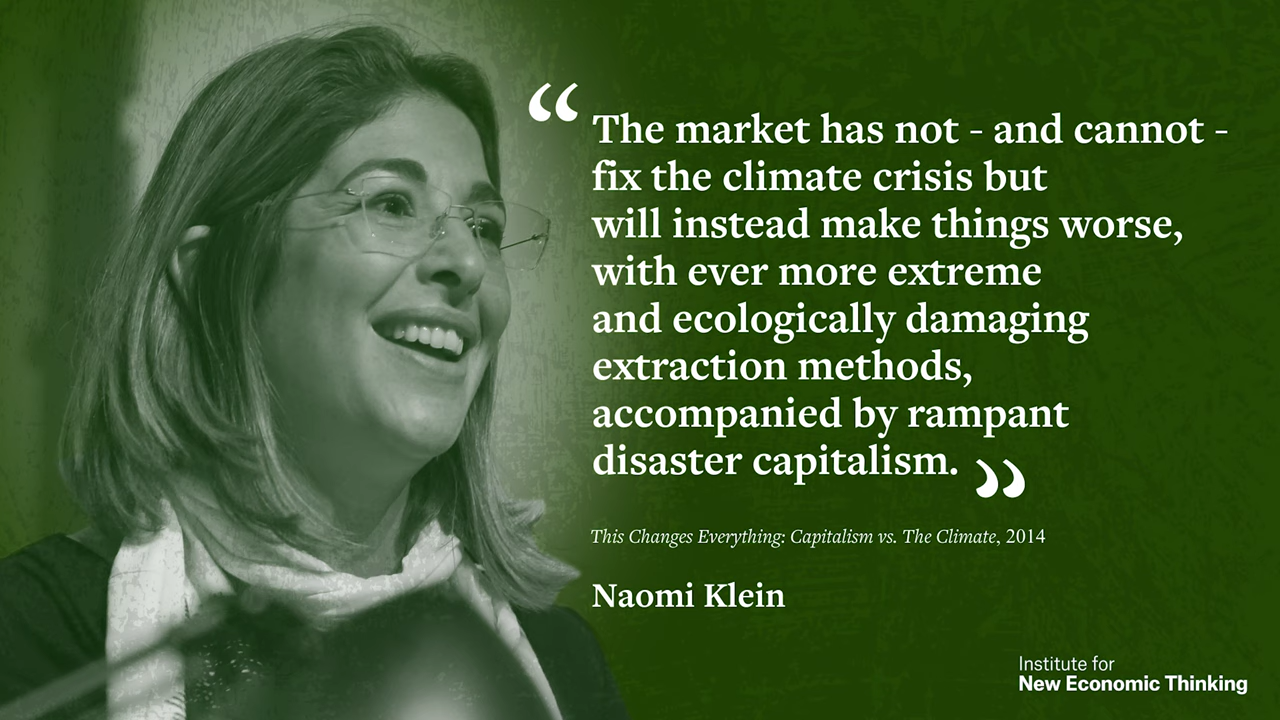 “
The market has not - and cannot -
fix the climate crisis but
will instead make things worse,
with ever more extreme
and ecologically damaging
extraction methods,
accompanied by rampant
disaster capitalism.
”
This Changes Everything: Capitalism vs. The Climate, 2014
Naomi Klein
Institute for
New Economic Thinking